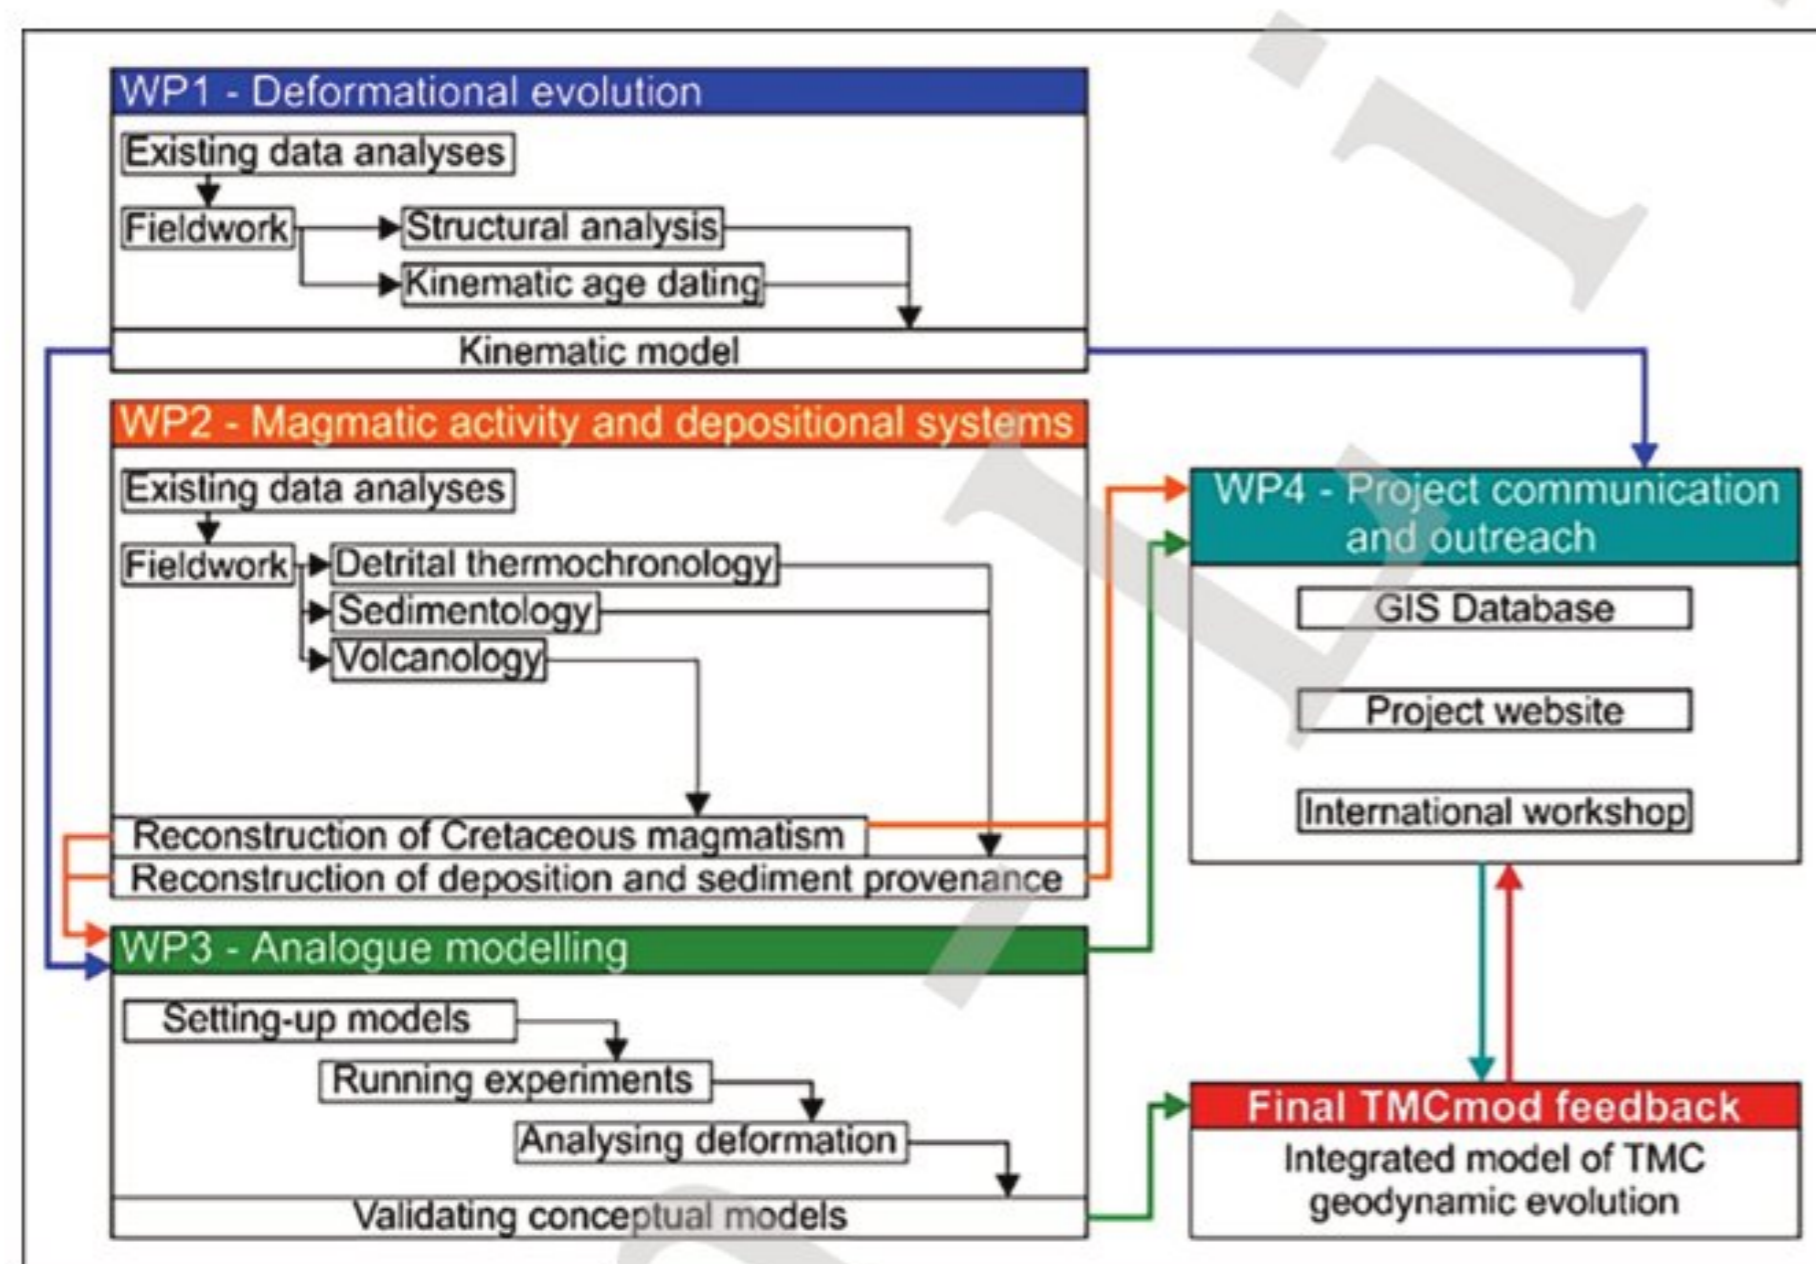 WP1 - Deformational evolution
Existing data analyses
Fieldwork
Structural analysis
Kinematic age dating
Kinematic model
WP2 - Magmatic activity and depositional systems
Existing data analyses
Fieldwork
Detrital thermochronology
Sedimentology
Volcanology
Reconstruction of Cretaceous magmatism
Reconstruction of deposition and sediment provenance
WP3 - Analogue modelling
Setting-up models
Running experiments
Analysing deformation
Validating conceptual models
WP4 - Project communication
and outreach
GIS Database
Project website
International workshop
Final TMCmod feedback
Integrated model of TMC
geodynamic evolution